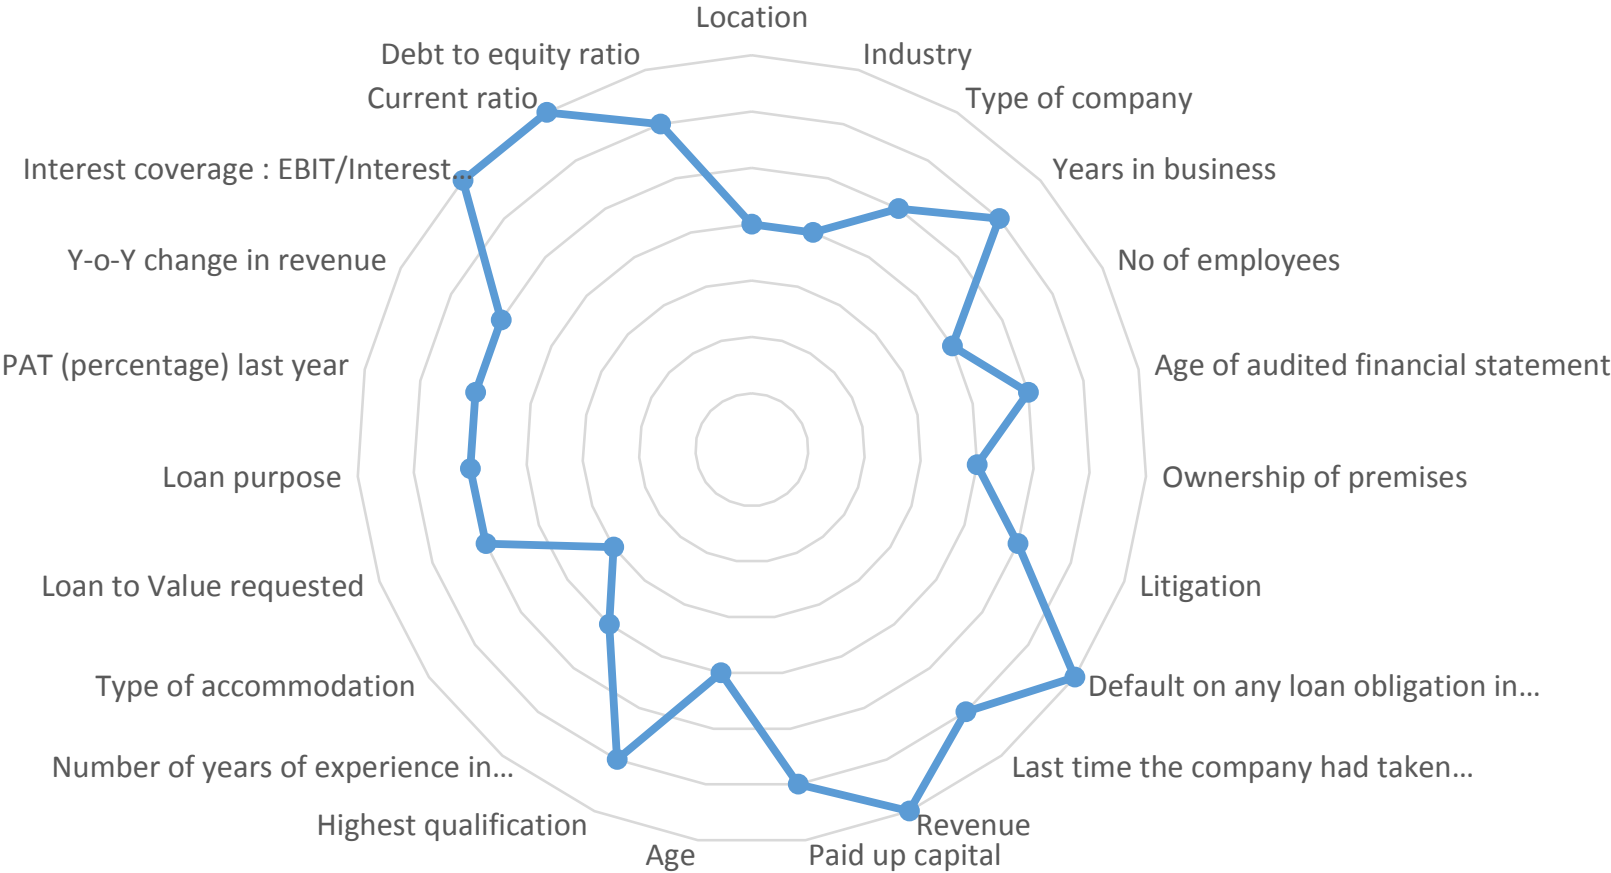 Location
Industry
Type of company
Years in business
No of employees
Age of audited financial statement
Ownership of premises
Litigation
Default on any loan obligation in...
Last time the company had taken...
Revenue
Paid up capital
Age
Highest qualification
Number of years of experience in...
Type of accommodation
Loan to Value requested
Loan purpose
PAT (percentage) last year
Y-o-Y change in revenue
Interest coverage : EBIT/Interest...
Current ratio
Debt to equity ratio